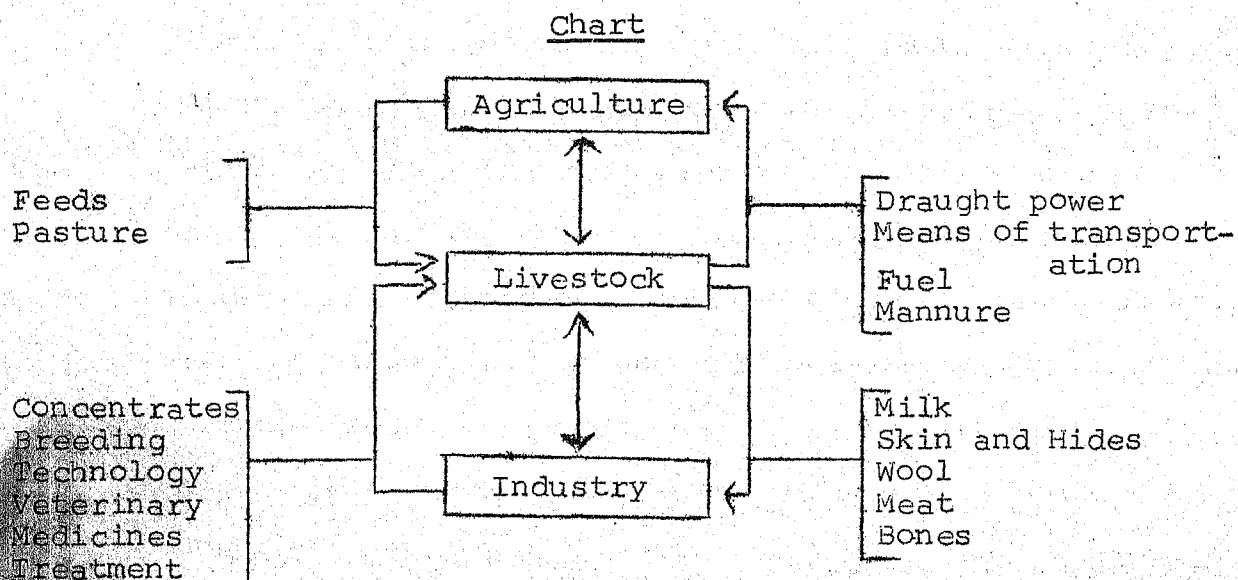 Chart
Agriculture
Feeds
Pasture
Draught power
Means of transport-
ation
Fuel
Mannure
Livestock
Concentrates
Breeding
Technology
Veterinary
Medicines
Treatment
Milk
Skin and Hides
Wool
Meat
Bones
Industry